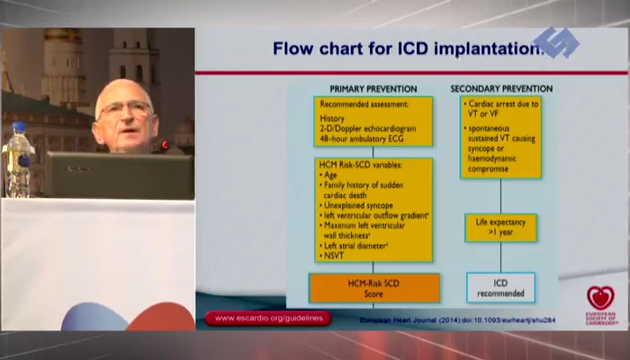 Flow chart for ICD implantation
PRIMARY PREVENTION
Recommended assessment:
History
2-D/Doppler echocardiogram
48-hour ambulatory ECG
HCM Risk-SCD variables:
• Age
• Family history of sudden
cardiac death
• Unexplained syncope
• left ventricular outflow gradient
• Maximum left ventricular
wall thickness
• Left atrial diameter
• NSVT
HCM-Risk SCD
Score
SECONDARY PREVENTION
• Cardiac arrest due to
VT or VF
• spontaneous
sustained VT causing
syncope or
haemodynamic
compromise
Life expectancy
>1 year
ICD
recommended
www.escardio.org/guidelines
European Heart Journal (2014) doi: 10.1093/eurheartj/ehu284
EUROPEAN
SOCIETY OF
CARDIOLOGY